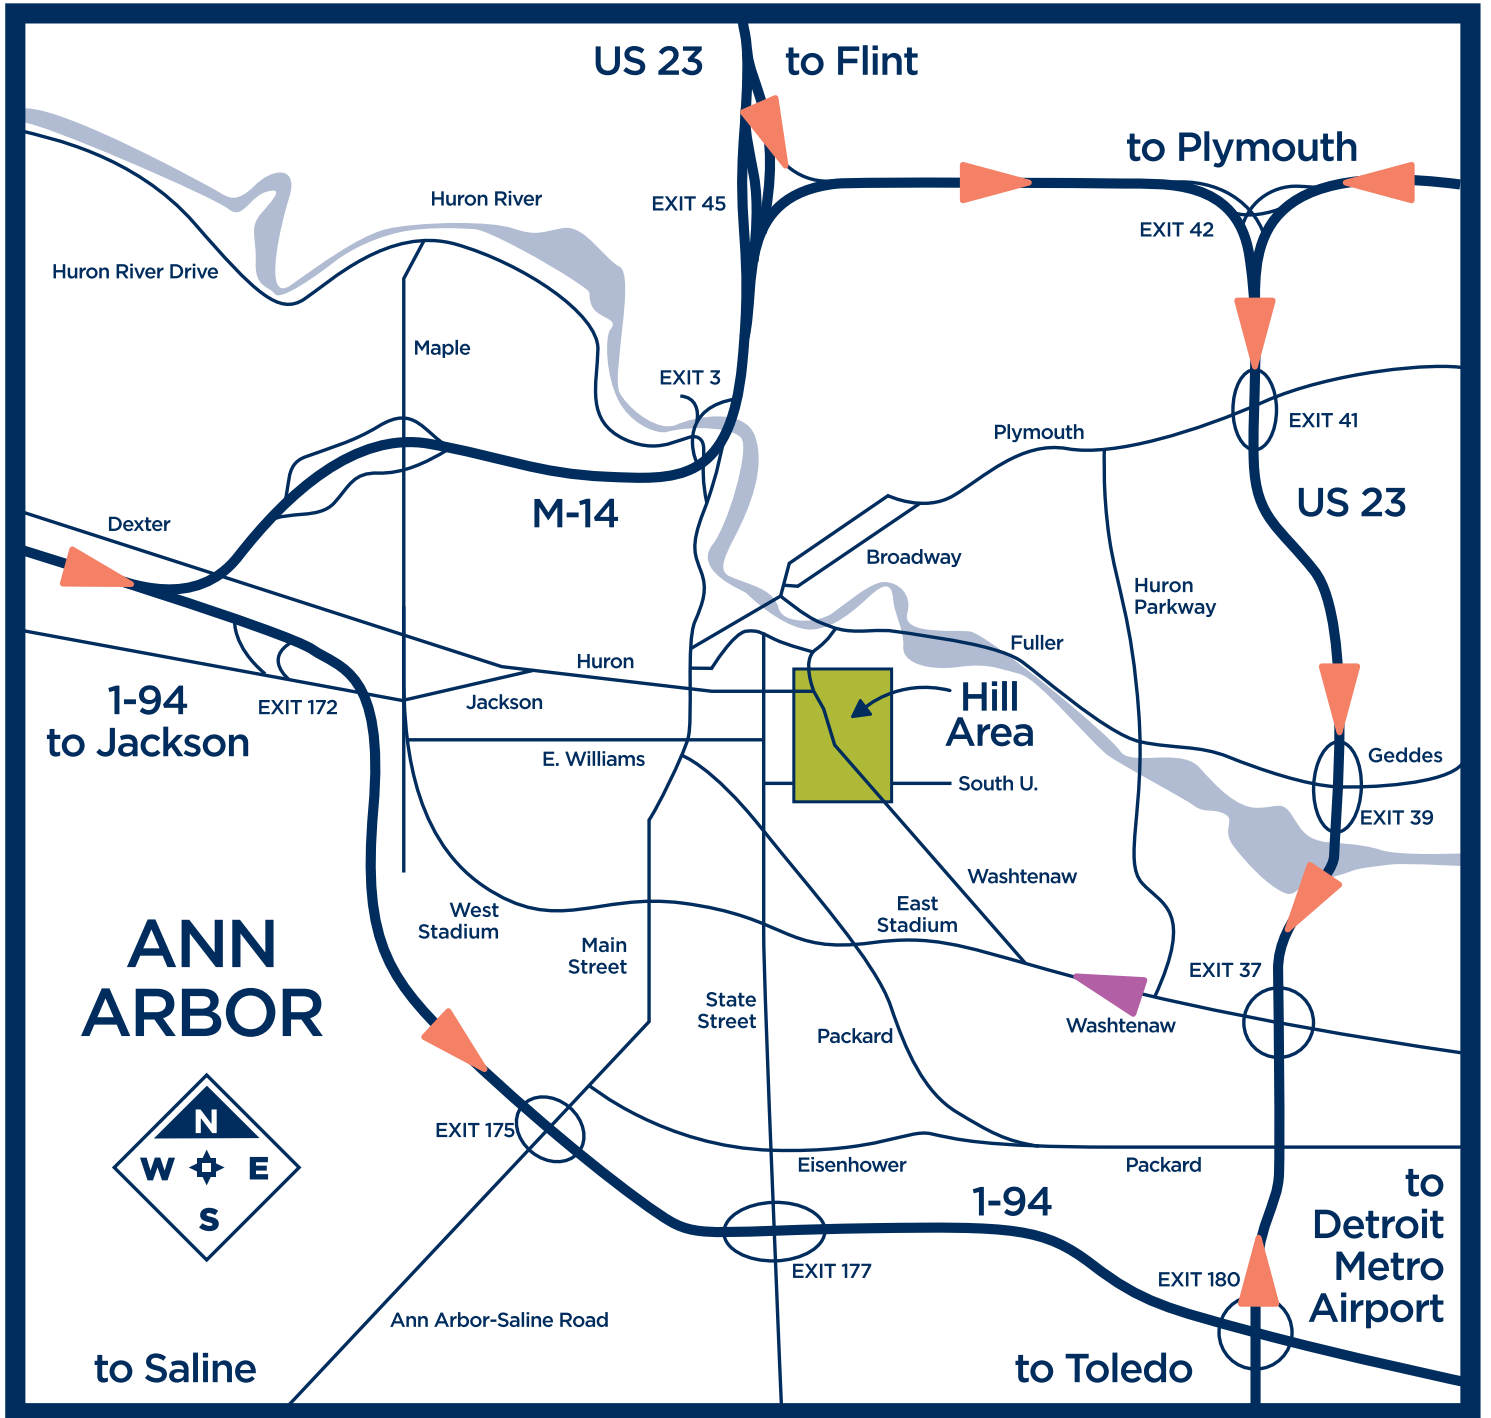 US 23
to Flint
to Plymouth
Huron River
EXIT 45
EXIT 42
Huron River Drive
Maple
EXIT 3
EXIT 41
Plymouth
US 23
M-14
Dexter
Broadway
Huron
Parkway
Fuller
Huron
1-94
to Jackson
EXIT 172
Jackson
Hill
Area
E. Williams
Geddes
South U.
EXIT 39
Washtenaw
West
Stadium
East
Stadium
ANN
ARBOR
Main
Street
EXIT 37
State
Street
Washtenaw
Packard
N
W
E
S
EXIT 175
Eisenhower
Packard
1-94
to
Detroit
Metro
Airport
EXIT 177
EXIT 180
Ann Arbor-Saline Road
to Saline
to Toledo